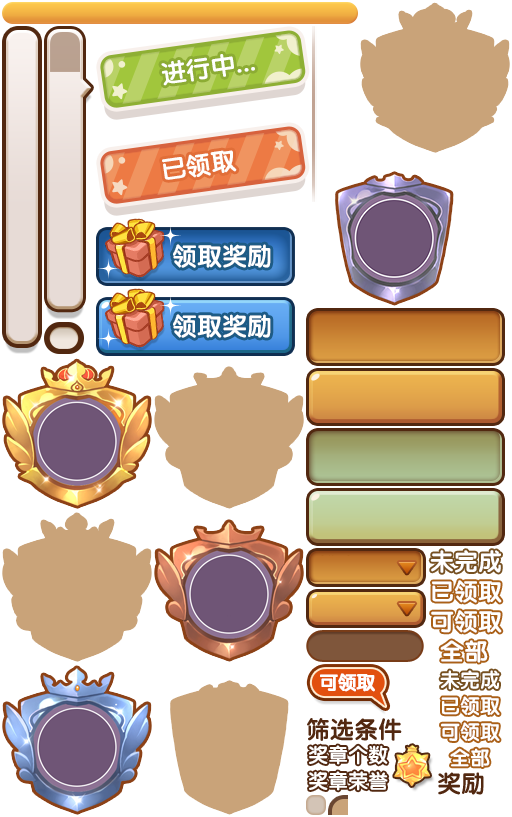 进行中...
已领取
领取奖励
领取奖励
未完成
已领取
可领取
全部
可领取
未完成
已领取
可领取
全部
筛选条件
奖章个数
奖章荣誉
奖励